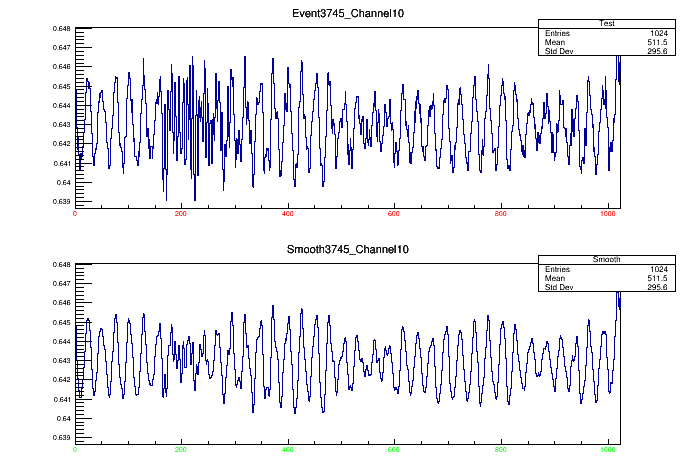 Event3745_Channel10
Test
Entries 1024
Mean 511.5
Std Dev 295.6
0.648
0.647
0.646
0.645
0.644
0.643
0.642
0.641
0.64
0.639
0 200 400 600 800 1000
Smooth3745_Channel10
Smooth
Entries 1024
Mean 511.5
Std Dev 295.6
0.648
0.647
0.646
0.645
0.644
0.643
0.642
0.641
0.64
0.639
0 200 400 600 800 1000